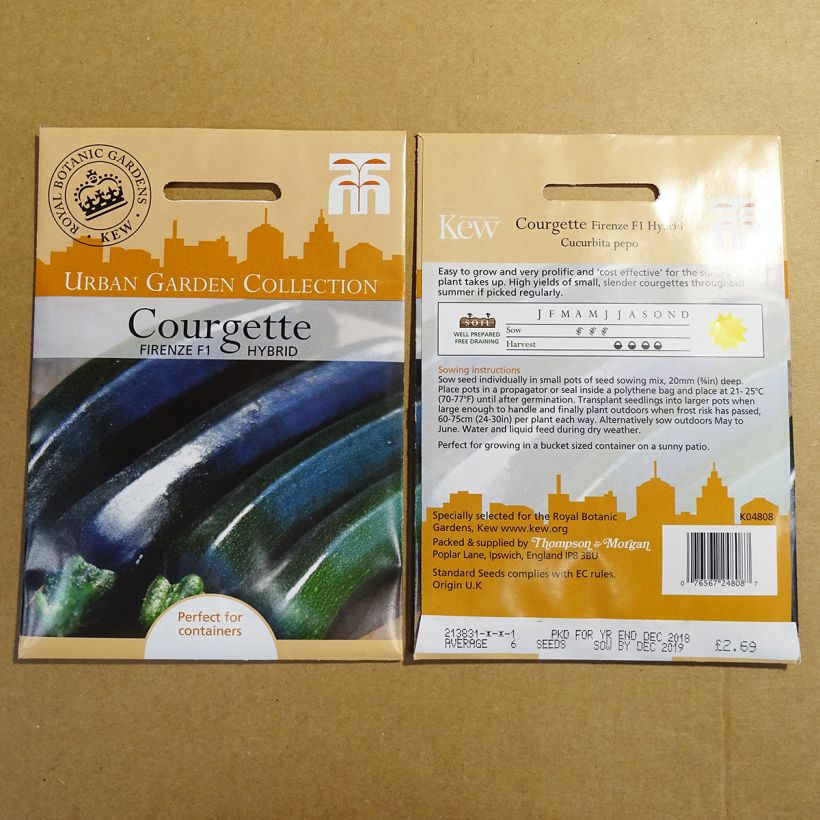 ROYAL BOTANIC GARDENS
• KEW •
URBAN GARDEN COLLECTION
Courgette
FIRENZE F1 HYBRID
Perfect for
containers
Kew
Courgette Firenze F1 Hybrid
Cucurbita pepo
Easy to grow and very prolific and 'cost effective' for the
plant takes up. High yields of small, slender courgettes throughout
summer if picked regularly.
J F M A M J J A S O N D
SOIL
WELL PREPARED
FREE DRAINING
Sow
Harvest
Sowing instructions
Sow seed individually in small pots of seed sowing mix, 20mm (¾in) deep.
Place pots in a propagator or seal inside a polythene bag and place at 21- 25°C
(70-77°F) until after germination. Transplant seedlings into larger pots when
large enough to handle and finally plant outdoors when frost risk has passed,
60-75cm (24-30in) per plant each way. Alternatively sow outdoors May to
June. Water and liquid feed during dry weather.
Perfect for growing in a bucket sized container on a sunny patio.
Specially selected for the Royal Botanic
Gardens, Kew www.kew.org
K04808
Packed & supplied by Thompson & Morgan
Poplar Lane, Ipswich, England IP8 3BU
Standard Seeds complies with EC rules.
Origin U.K
0 76567 24808 7
213831-*-*-1 PKD FOR YR END DEC 2018
AVERAGE 6 SEEDS SOW BY DEC 2019 £2.69